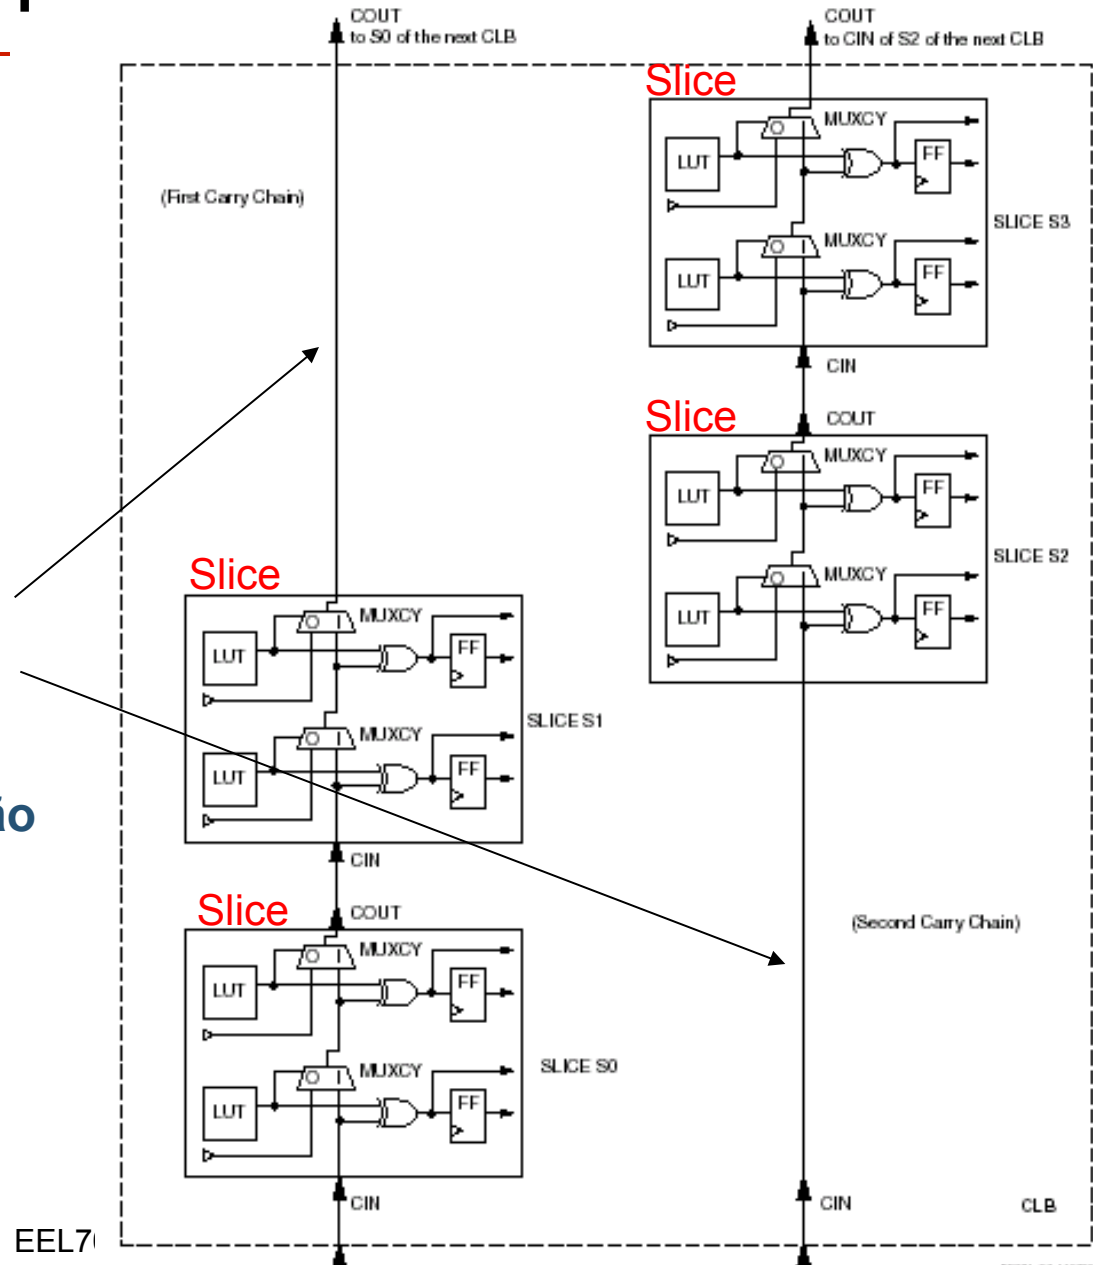 COUT
to S0 of the next CLB
COUT
to CIN of S2 of the next CLB
Slice
MUXCY
LUT
FF
(First Carry Chain)
SLICE S3
MUXCY
LUT
FF
CIN
Slice
COUT
MUXCY
LUT
FF
SLICE S2
Slice
MUXCY
LUT
FF
MUXCY
LUT
FF
SLICE S1
MUXCY
LUT
FF
ão
CIN
Slice
COUT
(Second Carry Chain)
MUXCY
LUT
FF
SLICE S0
MUXCY
LUT
FF
CIN
CIN
CLB
EEL7